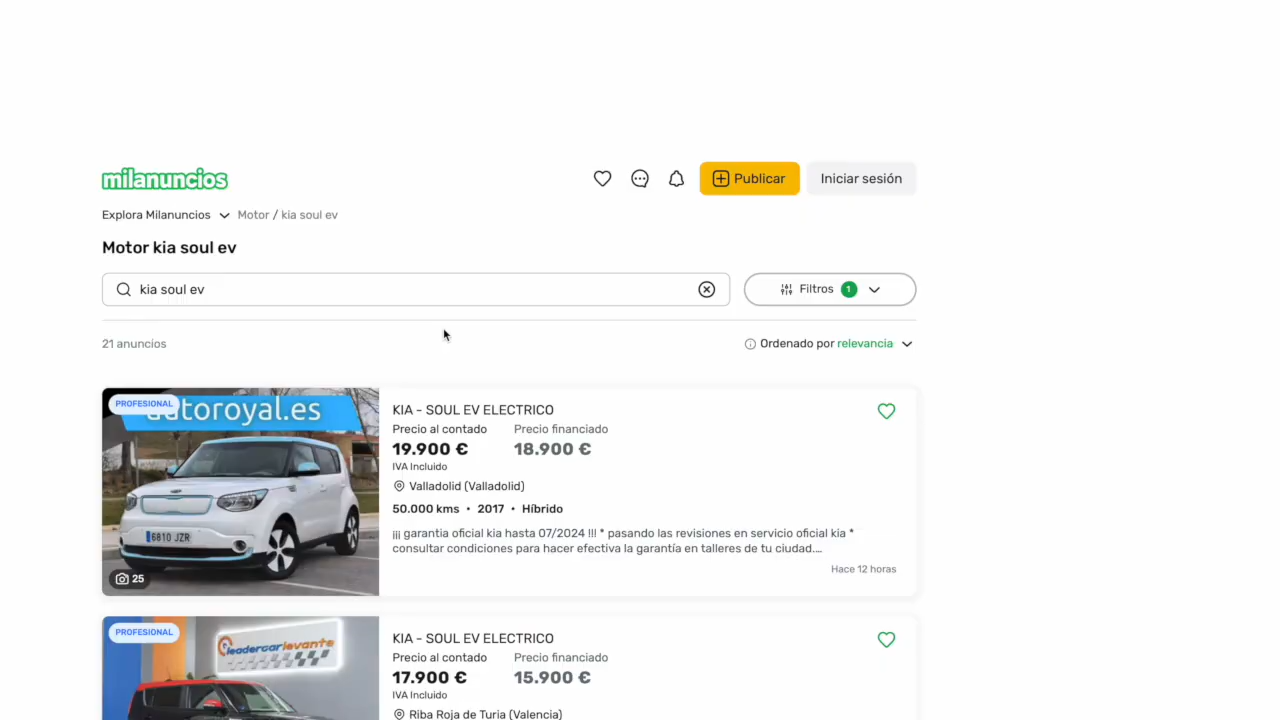 milanuncios
Publicar
Iniciar sesión
Explora Milanuncios
Motor / kia soul ev
Motor kia soul ev
kia soul ev
Filtros 1
21 anuncios
Ordenado por relevancia
PROFESIONAL
autoroyal.es
6810 JZR
25
KIA - SOUL EV ELECTRICO
Precio al contado Precio financiado
19.900 € 18.900 €
IVA Incluido
Valladolid (Valladolid)
50.000 kms • 2017 • Híbrido
¡¡¡ garantia oficial kia hasta 07/2024 !!! * pasando las revisiones en servicio oficial kia *
consultar condiciones para hacer efectiva la garantía en talleres de tu ciudad....
Hace 12 horas
PROFESIONAL
leadercarlevante
KIA - SOUL EV ELECTRICO
Precio al contado Precio financiado
17.900 € 15.900 €
IVA Incluido
Riba Roja de Turia (Valencia)